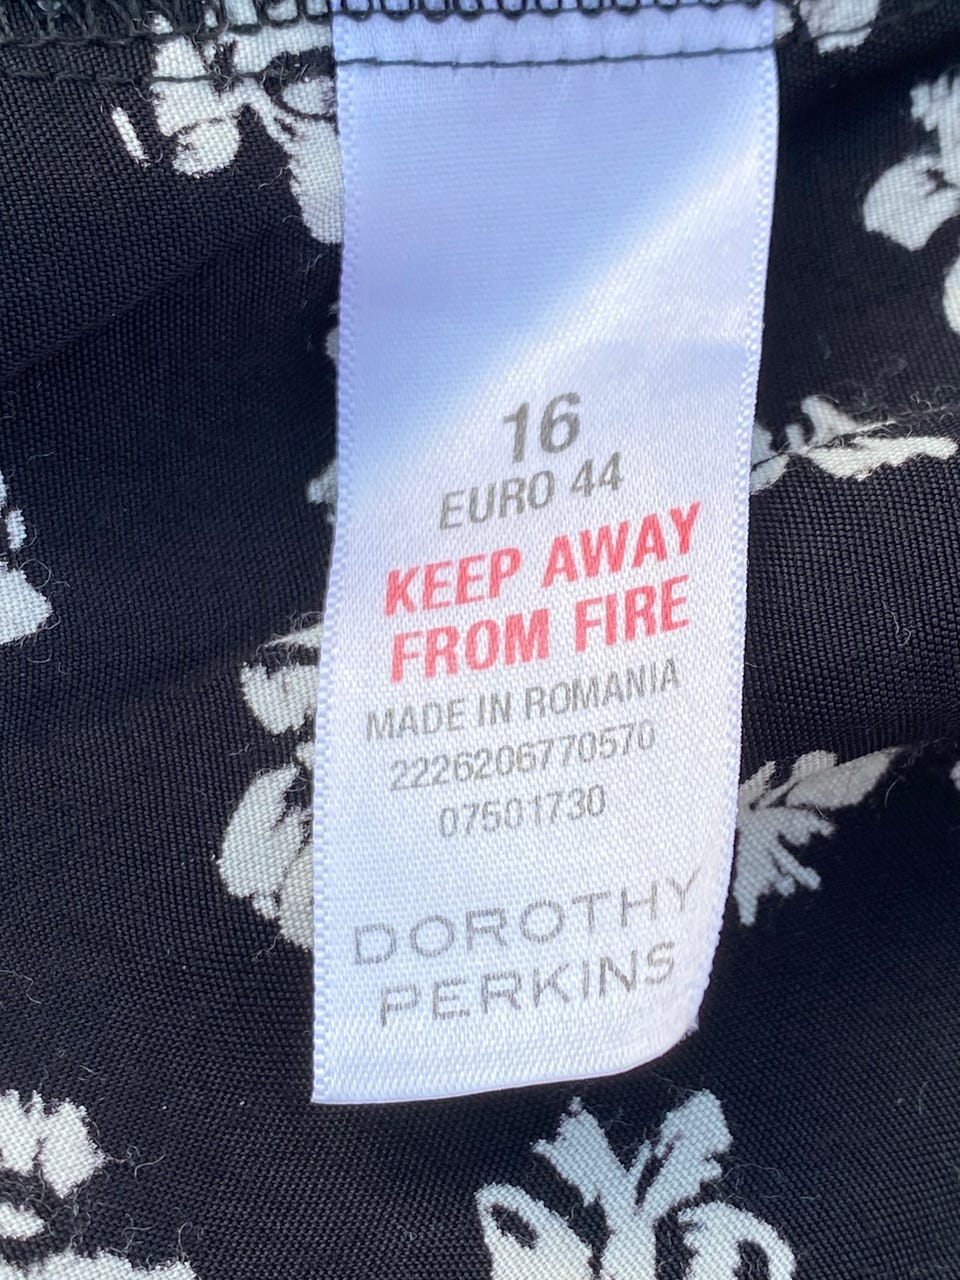 16
EURO 44
KEEP AWAY
FROM FIRE
MADE IN ROMANIA
2226206770570
07501730
DOROTHY
PERKINS